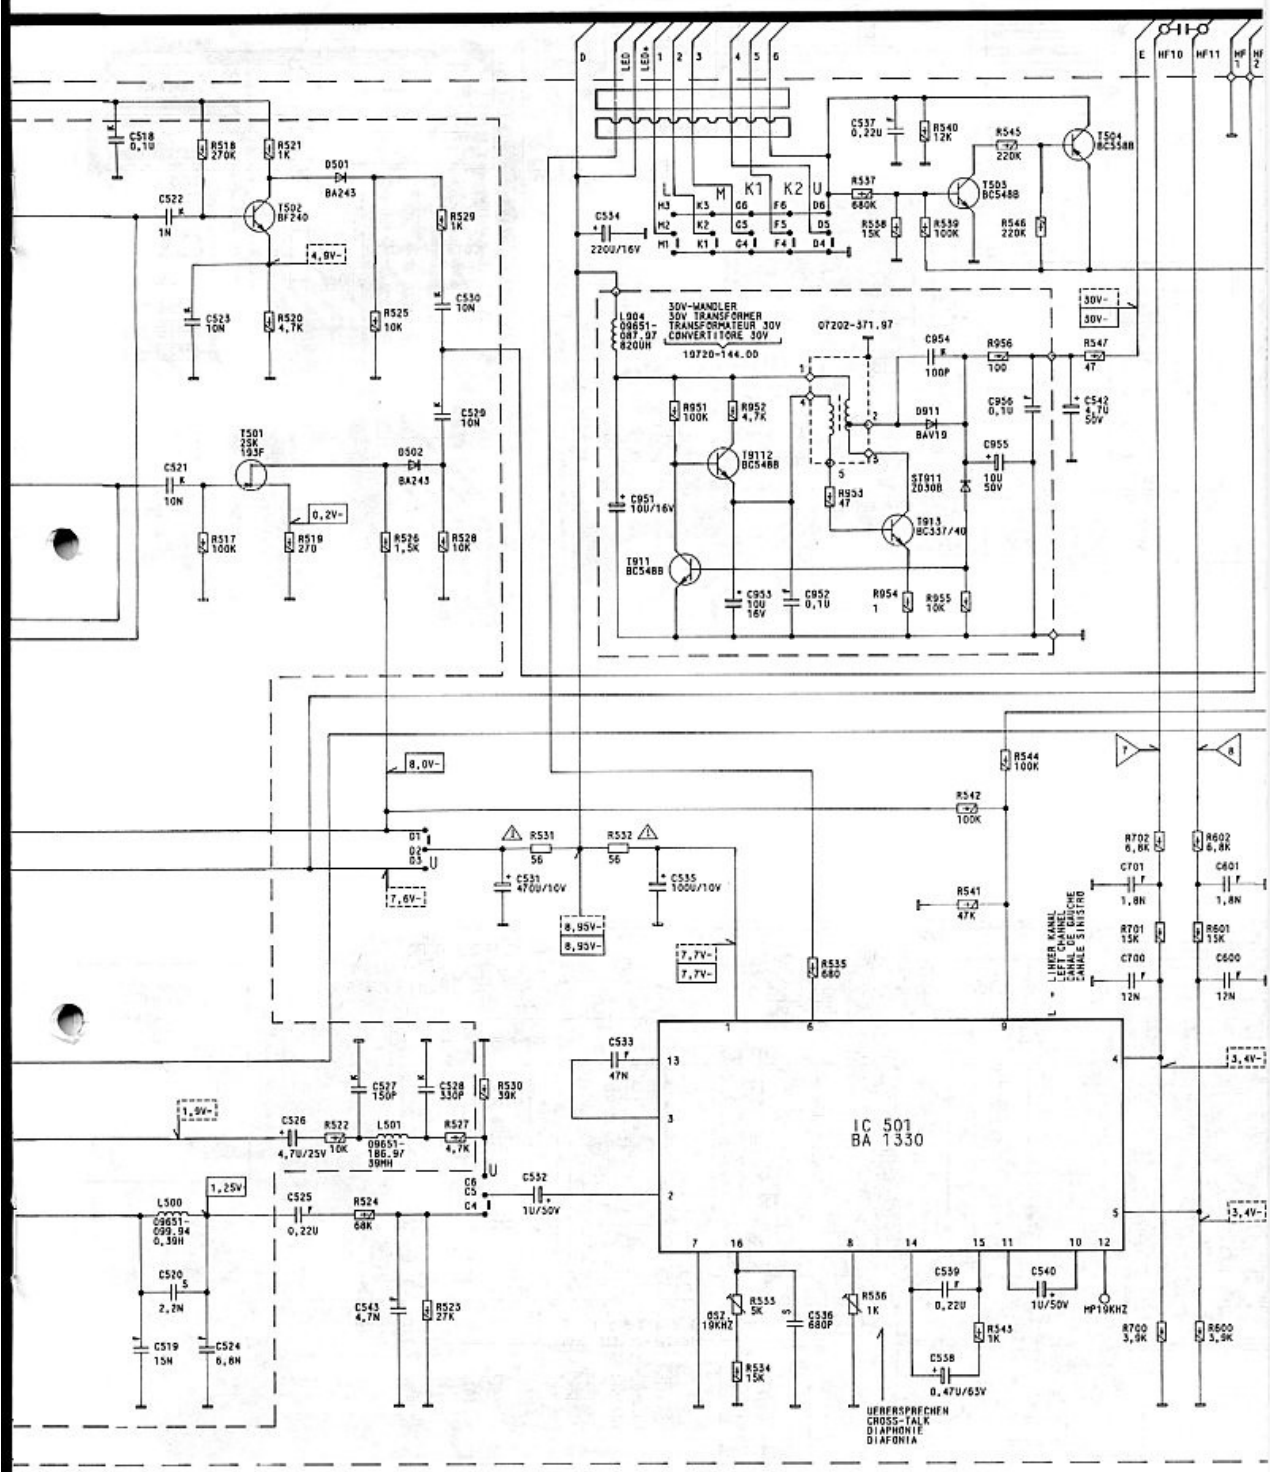 D
LED
LED+
1
2
3
4
5
6
E
HF10
HF11
HF
1
HF
2
C518
0,1U
R518
270K
R521
1K
D501
BA243
C522
1N
T502
BF240
4,9V-
R529
1K
C523
10N
R520
4,7K
R525
10K
C530
10N
C529
10N
T501
2SK
193F
C521
10N
D502
BA243
0,2V-
R517
100K
R519
270
R526
1,5K
R528
10K
C534
220U/16V
L
M
K1
K2
U
M3
K3
G6
F6
D6
M2
K2
G5
F5
D5
M1
K1
G4
F4
D4
C537
0,22U
R540
12K
R545
220K
T504
BC558B
R537
680K
T503
BC548B
R538
15K
R539
100K
R546
220K
30V-
30V-
L904
09651-
087.97
820UH
30V-WANDLER
30V TRANSFORMER
TRANSFORMATEUR 30V
CONVERTITORE 30V
19720-144.00
07202-371.97
C954
100P
R956
100
R547
47
1
4
2
3
5
R951
100K
R952
4,7K
D911
BAV19
C956
0,1U
C542
4,7U
50V
T9112
BC548B
C955
10U
50V
ST911
ZD30B
R953
47
C951
10U/16V
T913
BC337/40
T911
BC548B
C953
10U
16V
C952
0,1U
R954
1
R955
10K
8,0V-
R544
100K
7
8
R542
100K
D1
D2
D3
U
R531
56
R532
56
R702
6,8K
R602
6,8K
C531
470U/10V
C535
100U/10V
C701
1,8N
C601
1,8N
7,6V-
R541
47K
8,95V-
8,95V-
7,7V-
7,7V-
R535
680
L + LINKER KANAL
LEFT CHANNEL
CANAL DE GAUCHE
CANALE SINISTRO
R701
15K
R601
15K
C700
12N
C600
12N
1
6
9
C533
47N
13
3
4
3,4V-
C527
150P
C528
330P
R530
39K
IC 501
BA 1330
1,9V-
C526
4,7U/25V
R522
10K
L501
09651-
186.97
39MH
R527
4,7K
U
C6
C5
C4
C532
1U/50V
2
5
3,4V-
1,25V-
L500
09651-
099.94
0,39H
C525
0,22U
R524
68K
7
16
8
14
15
11
10
12
C520
2,2N
C543
4,7N
R523
27K
R533
5K
OSZ.
19KHZ
C536
680P
R536
1K
C539
0,22U
C540
1U/50V
MP19KHZ
C519
15N
C524
6,8N
R534
15K
R543
1K
C538
0,47U/63V
R700
3,9K
R600
3,9K
UEBERSPRECHEN
CROSS-TALK
DIAPHONIE
DIAFONIA